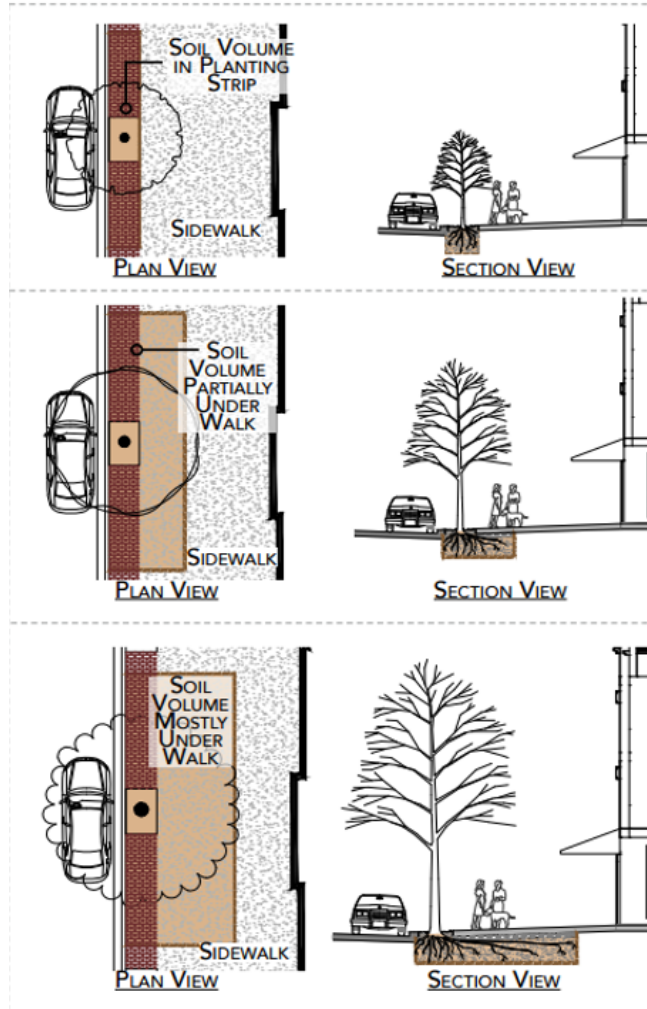 Soil Volume
in Planting
Strip
Sidewalk
Plan View
Section View
Soil
Volume
Partially
Under
Walk
Sidewalk
Plan View
Section View
Soil
Volume
Mostly
Under
Walk
Sidewalk
Plan View
Section View